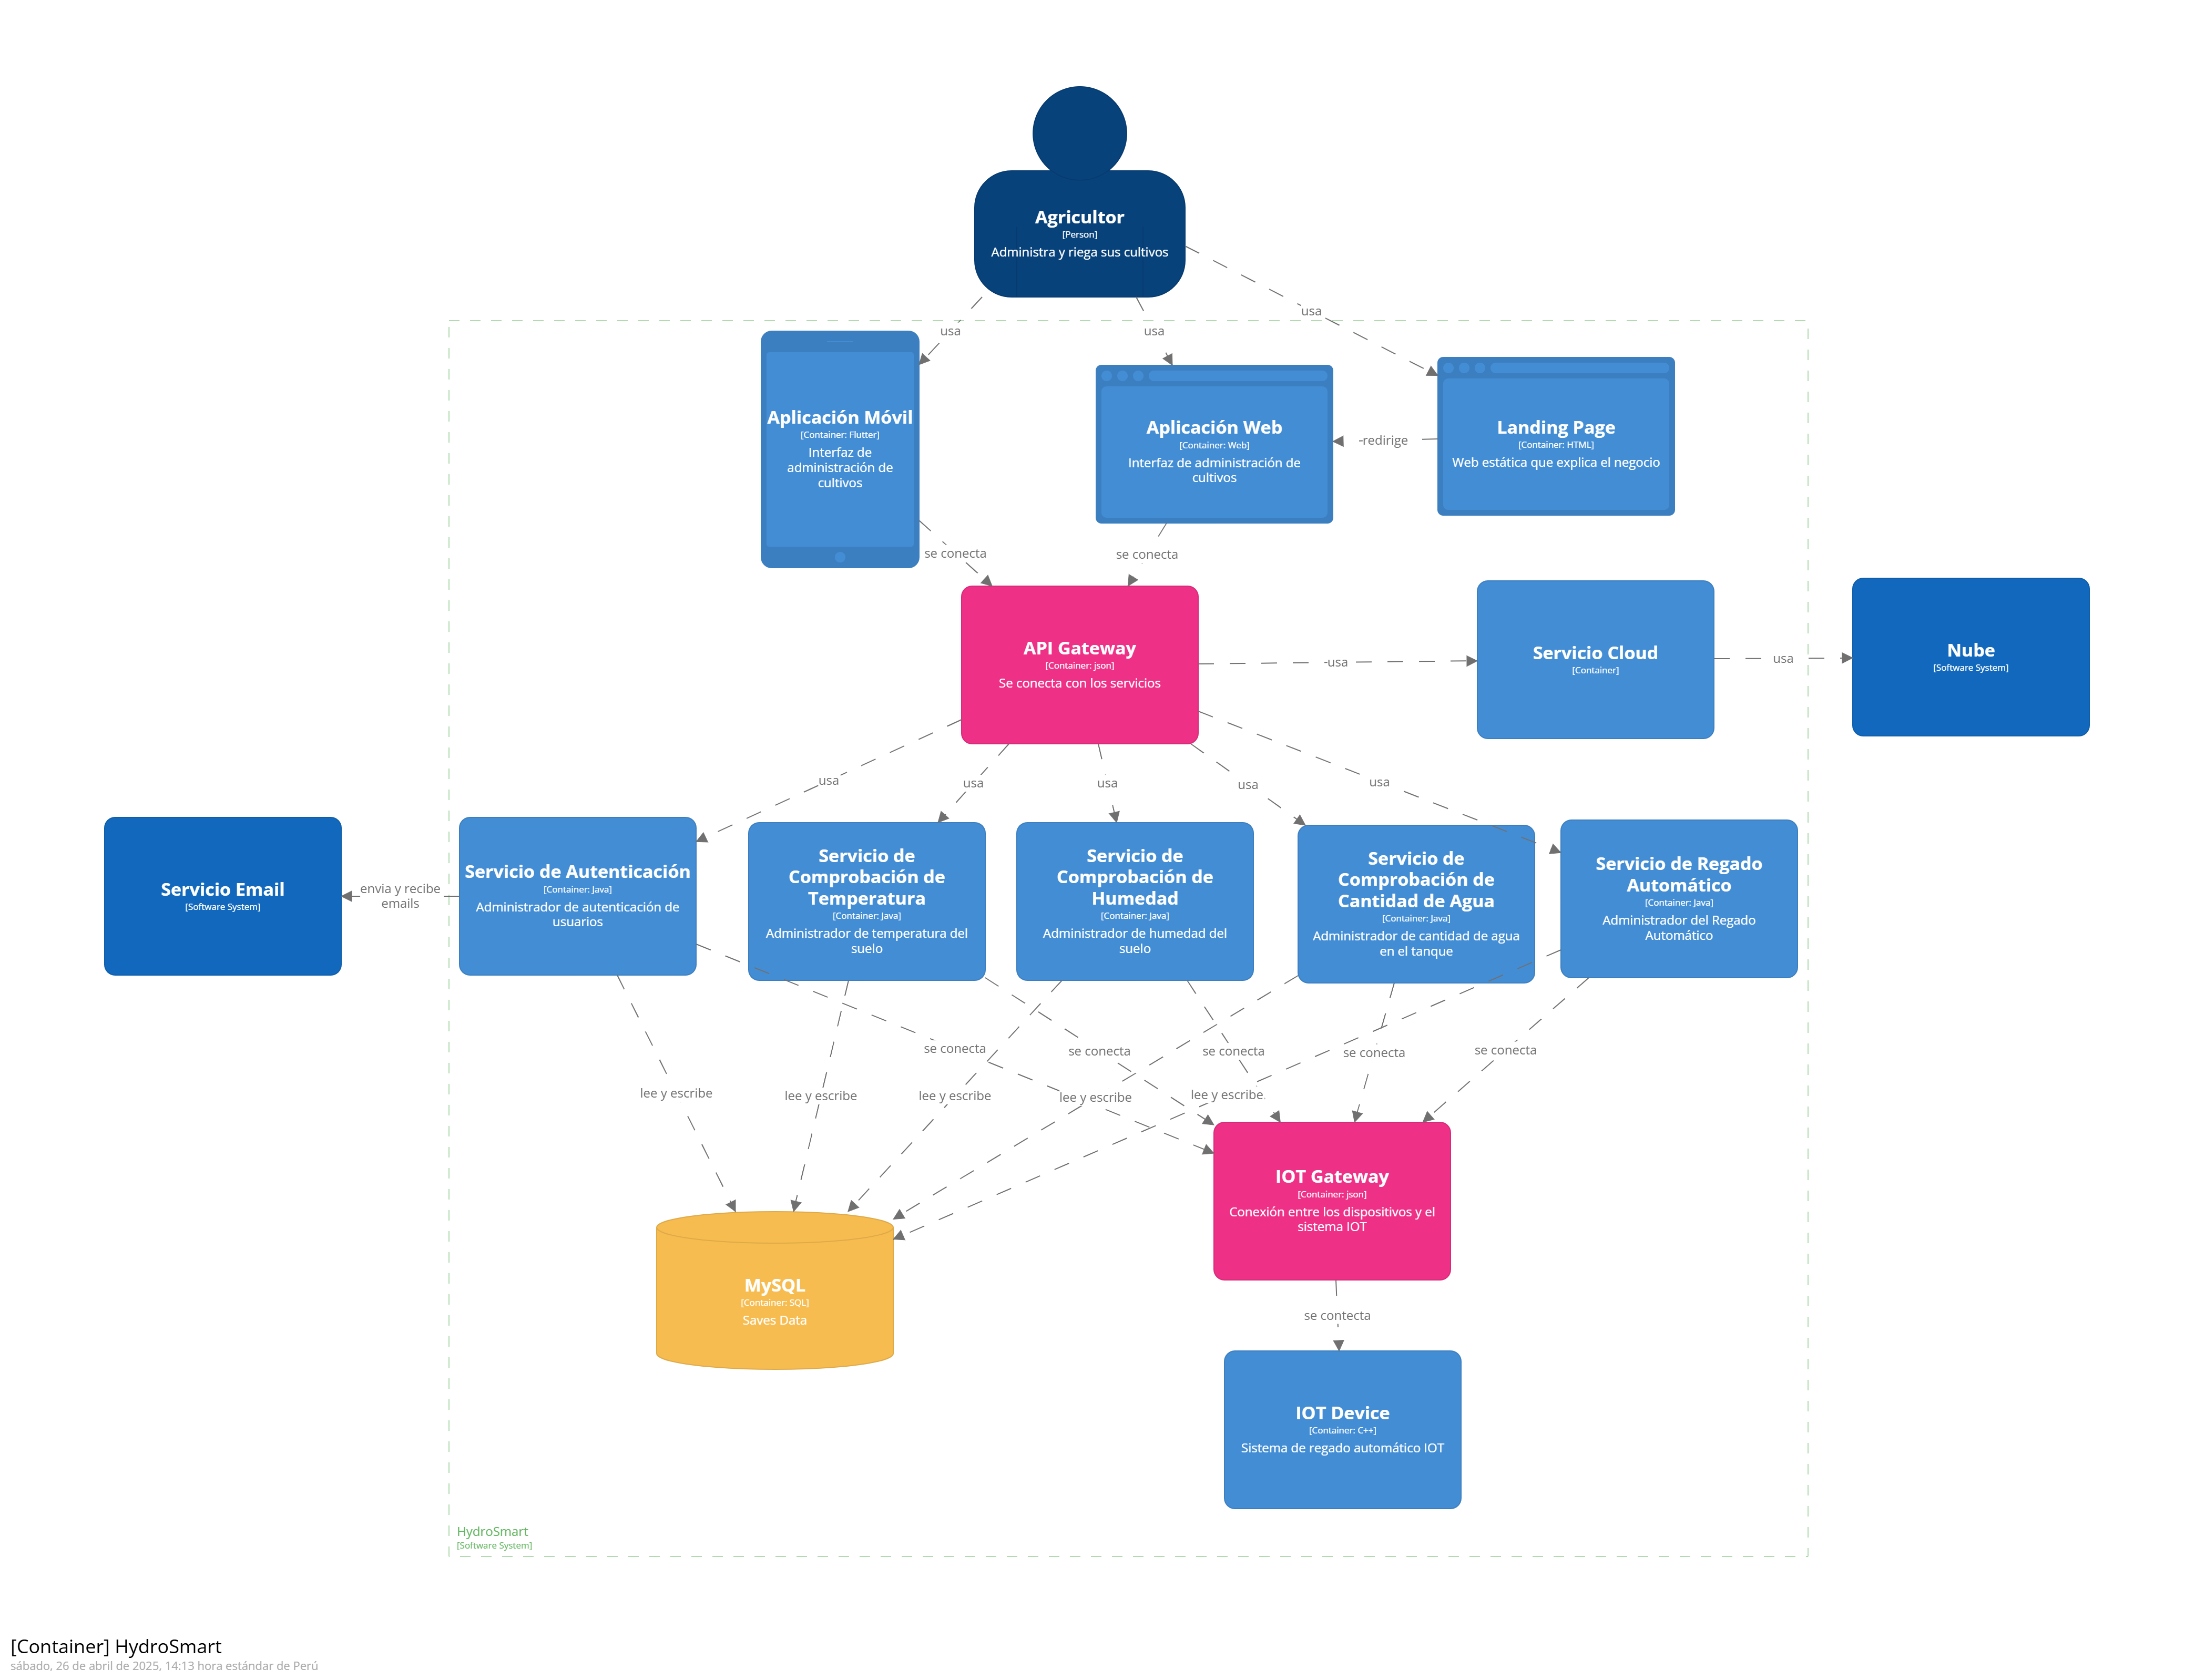 Agricultor
[Person]
Administra y riega sus cultivos
usa
usa
usa
Aplicación Móvil
[Container: Flutter]
Interfaz de
administración de
cultivos
Aplicación Web
[Container: Web]
Interfaz de administración de
cultivos
redirige
Landing Page
[Container: HTML]
Web estática que explica el negocio
se conecta
se conecta
API Gateway
[Container: json]
Se conecta con los servicios
usa
Servicio Cloud
[Container]
usa
Nube
[Software System]
usa
usa
usa
usa
usa
Servicio Email
[Software System]
envia y recibe
emails
Servicio de Autenticación
[Container: Java]
Administrador de autenticación de
usuarios
Servicio de
Comprobación de
Temperatura
[Container: Java]
Administrador de temperatura del
suelo
Servicio de
Comprobación de
Humedad
[Container: Java]
Administrador de humedad del
suelo
Servicio de
Comprobación de
Cantidad de Agua
[Container: Java]
Administrador de cantidad de agua
en el tanque
Servicio de Regado
Automático
[Container: Java]
Administrador del Regado
Automático
se conecta
se conecta
se conecta
se conecta
se conecta
lee y escribe
lee y escribe
lee y escribe
lee y escribe
lee y escribe
IOT Gateway
[Container: json]
Conexión entre los dispositivos y el
sistema IOT
MySQL
[Container: SQL]
Saves Data
se contecta
IOT Device
[Container: C++]
Sistema de regado automático IOT
HydroSmart
[Software System]
[Container] HydroSmart
sábado, 26 de abril de 2025, 14:13 hora estándar de Perú